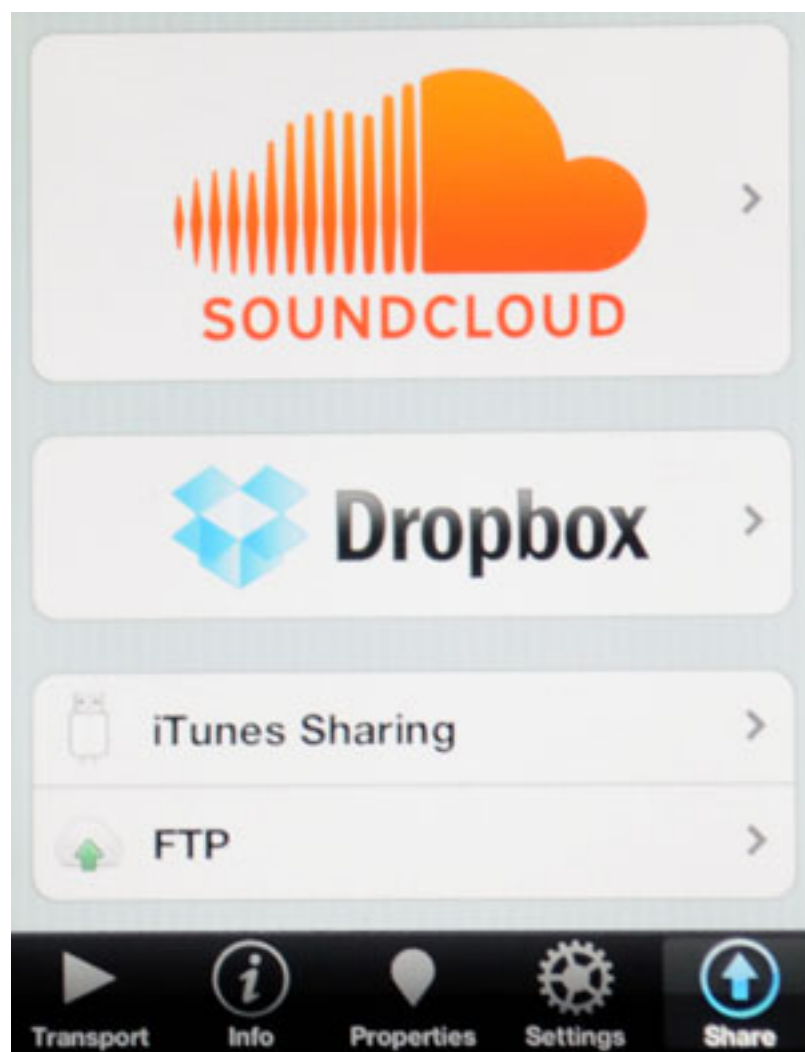 SOUNDCLOUD
Dropbox
iTunes Sharing
FTP
Transport Info Properties Settings Share